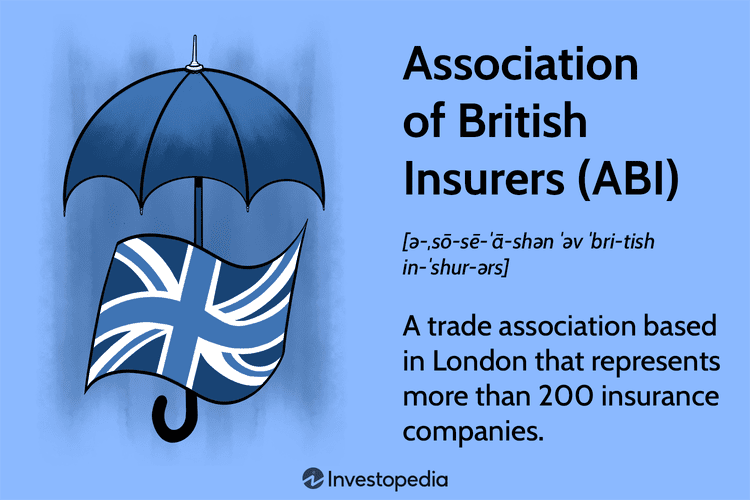 Association
of British
Insurers (ABI)
[ə-ˌsō-sē-ˈā-shən ˈəv ˈbri-tish
in-ˈshur-ərs]
A trade association based
in London that represents
more than 200 insurance
companies.
Investopedia